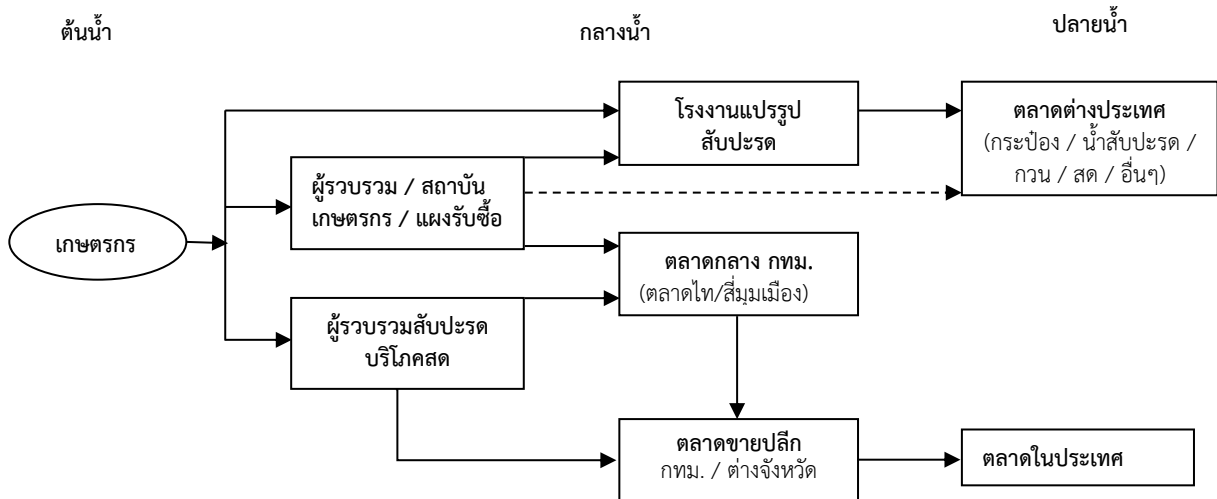 ต้นน้ำ
กลางน้ำ
ปลายน้ำ
โรงงานแปรรูป
สับปะรด
ตลาดต่างประเทศ
(กระป๋อง / น้ำสับปะรด /
กวน / สด / อื่นๆ)
ผู้รวบรวม / สถาบัน
เกษตรกร / แผงรับซื้อ
เกษตรกร
ตลาดกลาง กทม.
(ตลาดไท/สี่มุมเมือง)
ผู้รวบรวมสับปะรด
บริโภคสด
ตลาดขายปลีก
กทม. / ต่างจังหวัด
ตลาดในประเทศ